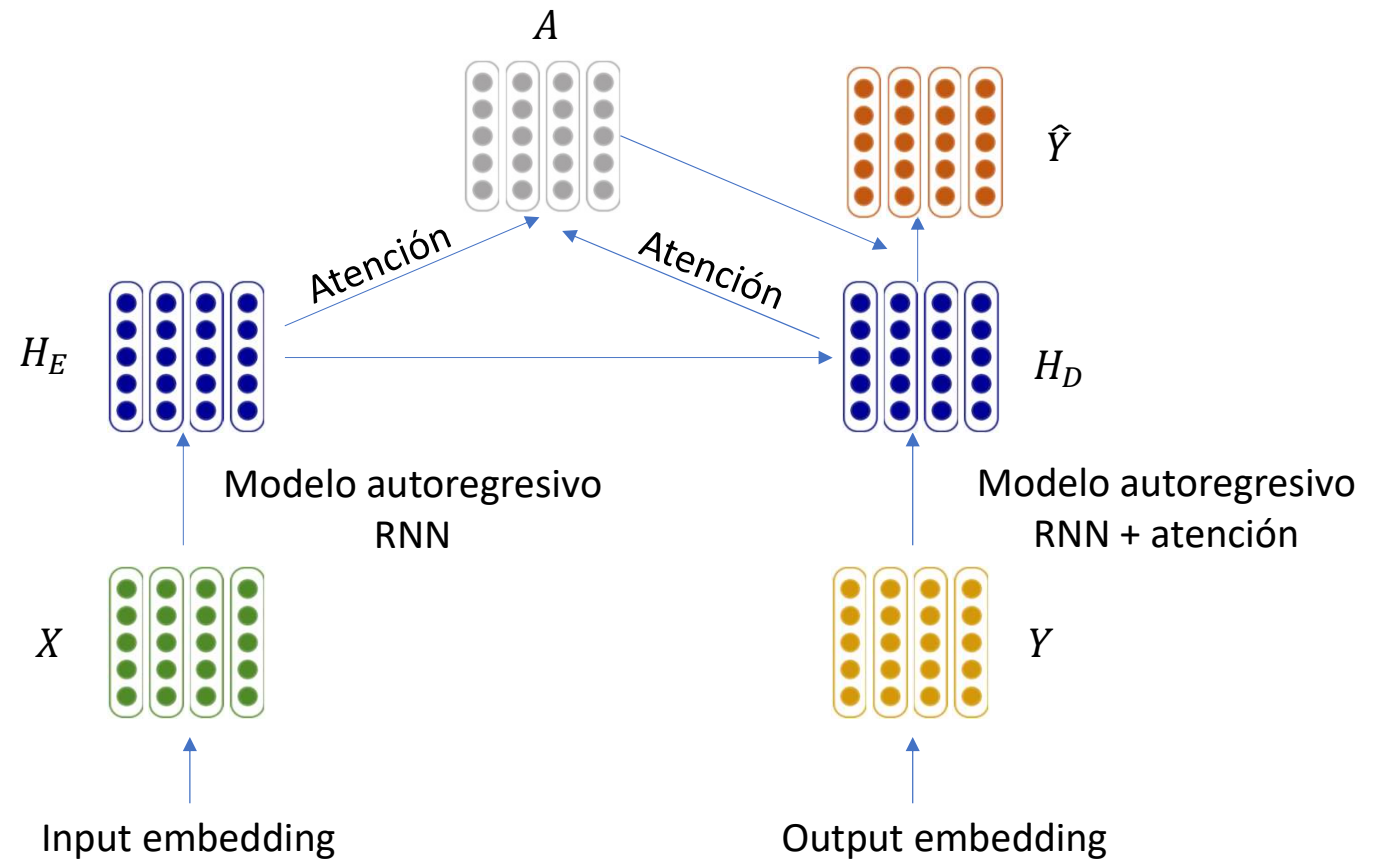 A
Ŷ
Atención
Atención
H_E
H_D
Modelo autoregresivo
RNN
Modelo autoregresivo
RNN + atención
X
Y
Input embedding
Output embedding